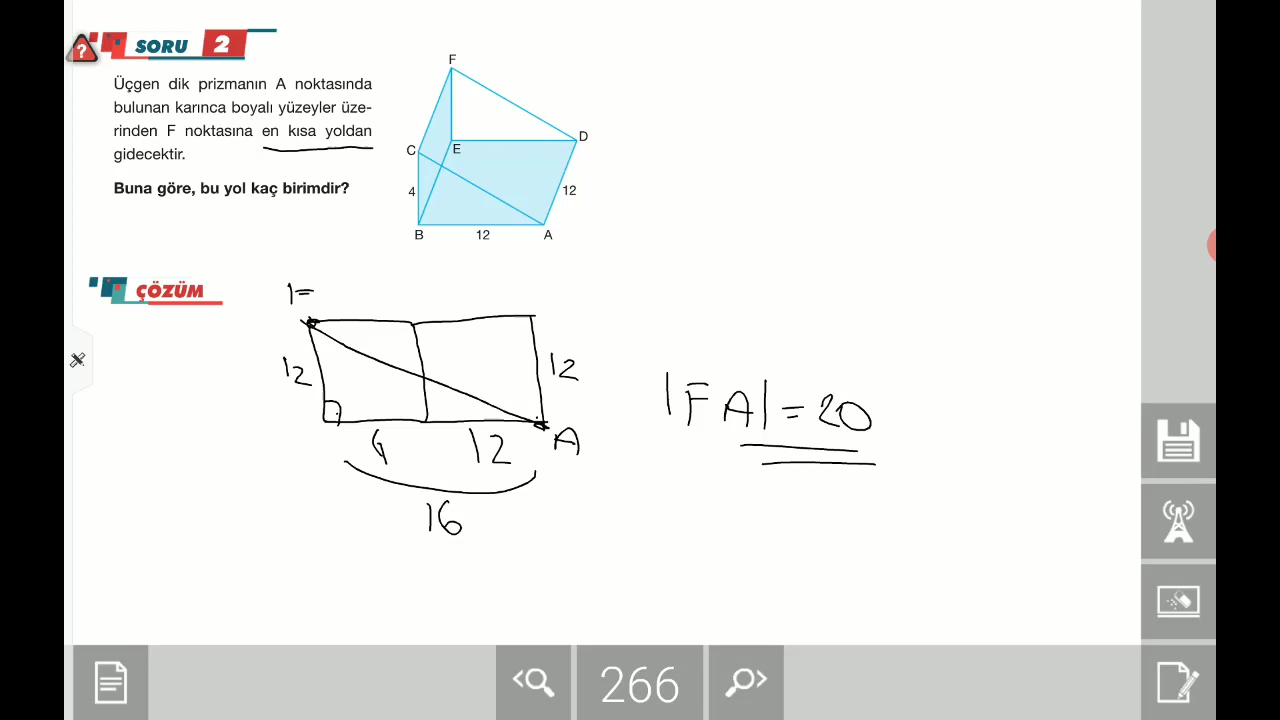 SORU 2
Üçgen dik prizmanın A noktasında
bulunan karınca boyalı yüzeyler üze-
rinden F noktasına en kısa yoldan
gidecektir.
Buna göre, bu yol kaç birimdir?
F
D
C
E
4
12
B
12
A
ÇÖZÜM
F
12
12
4
12
A
16
|FA| = 20
266